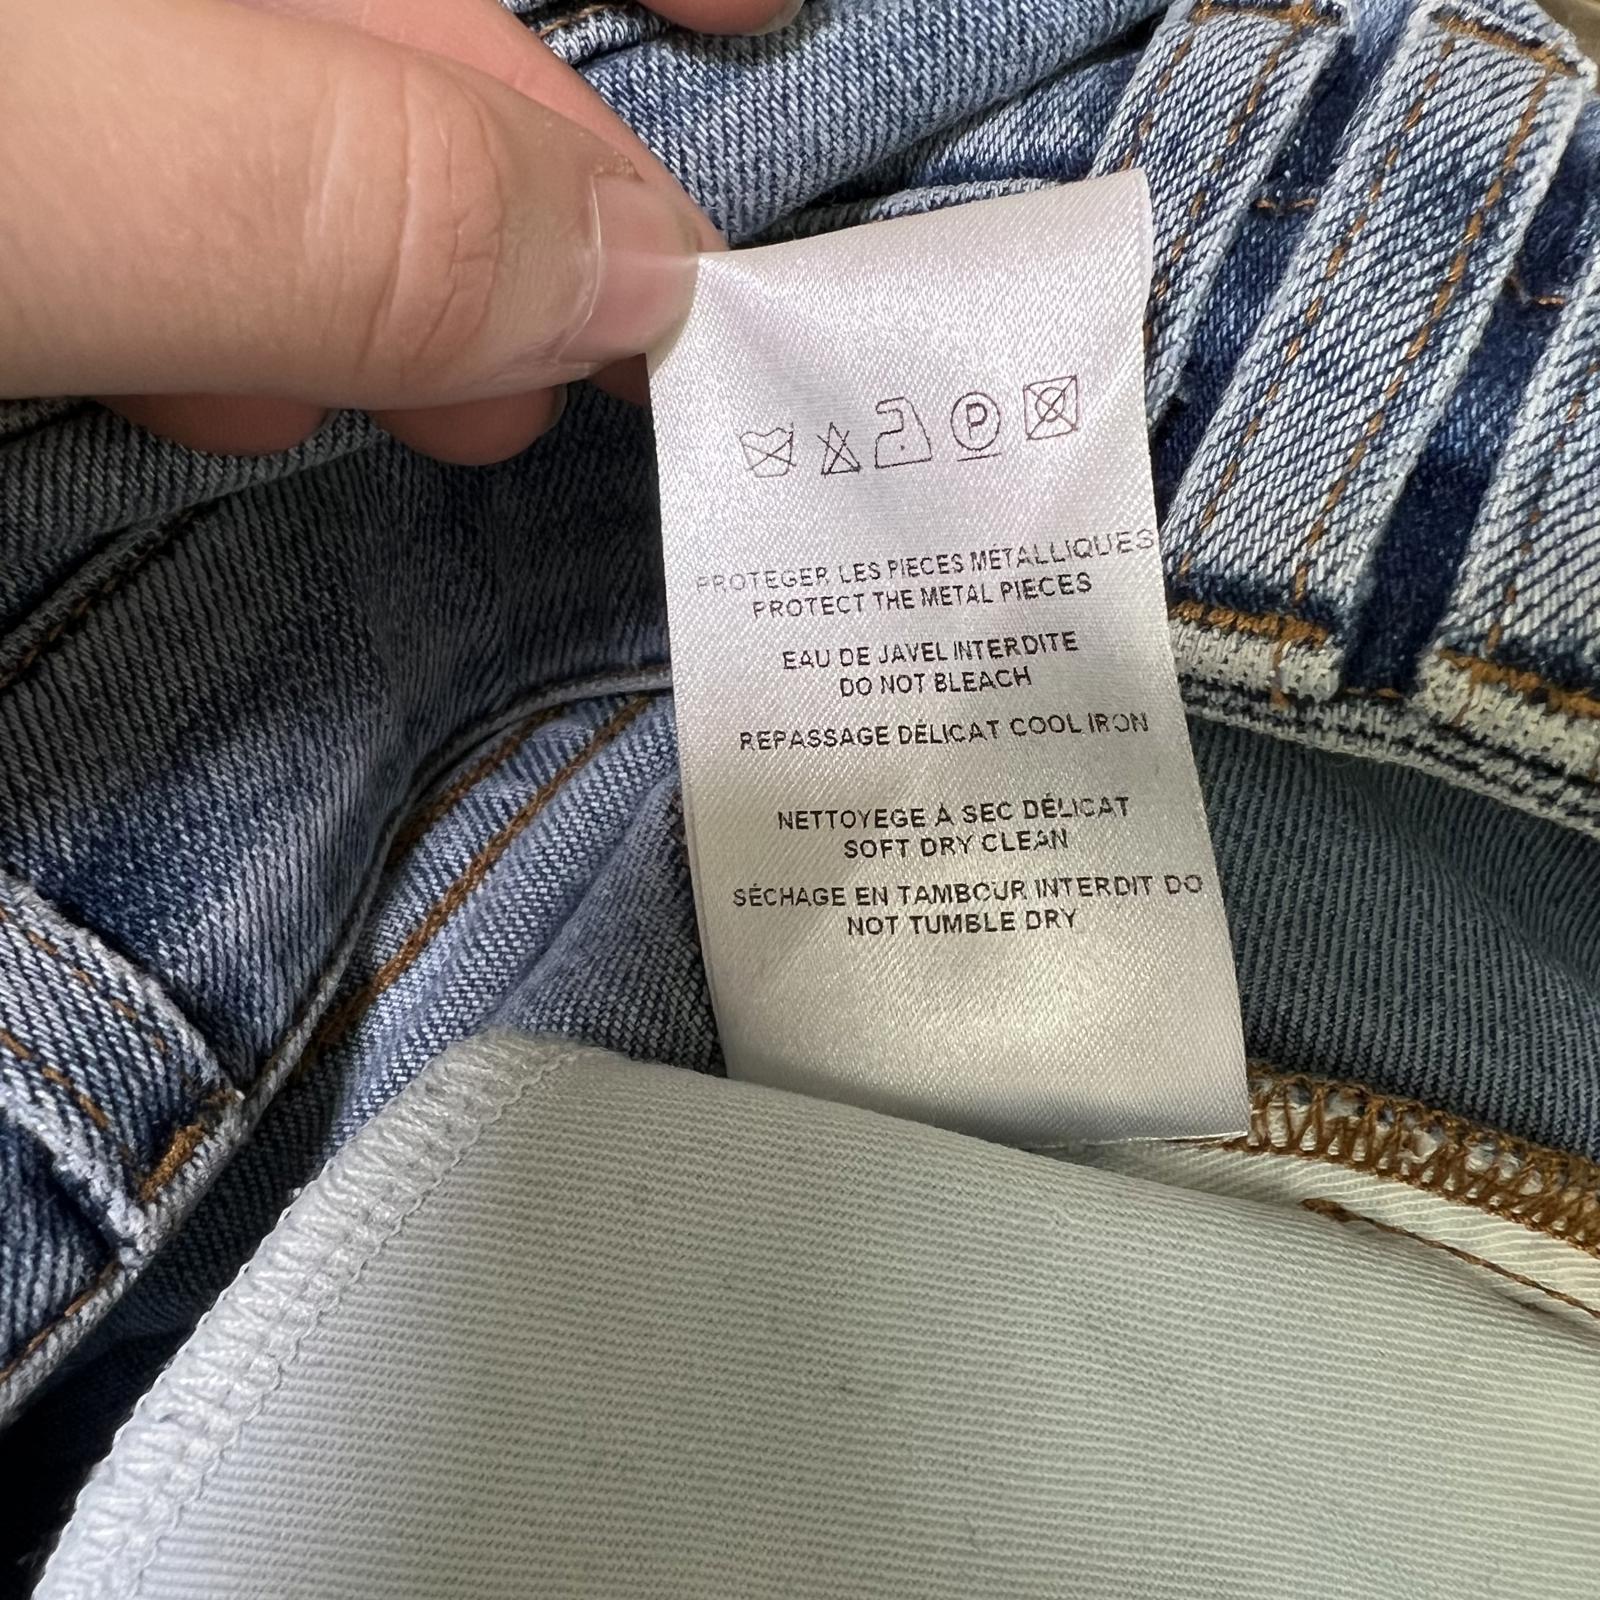 P
PROTEGER LES PIECES MÉTALLIQUES
PROTECT THE METAL PIECES
EAU DE JAVEL INTERDITE
DO NOT BLEACH
REPASSAGE DÉLICAT COOL IRON
NETTOYEGE À SEC DÉLICAT
SOFT DRY CLEAN
SÉCHAGE EN TAMBOUR INTERDIT DO
NOT TUMBLE DRY